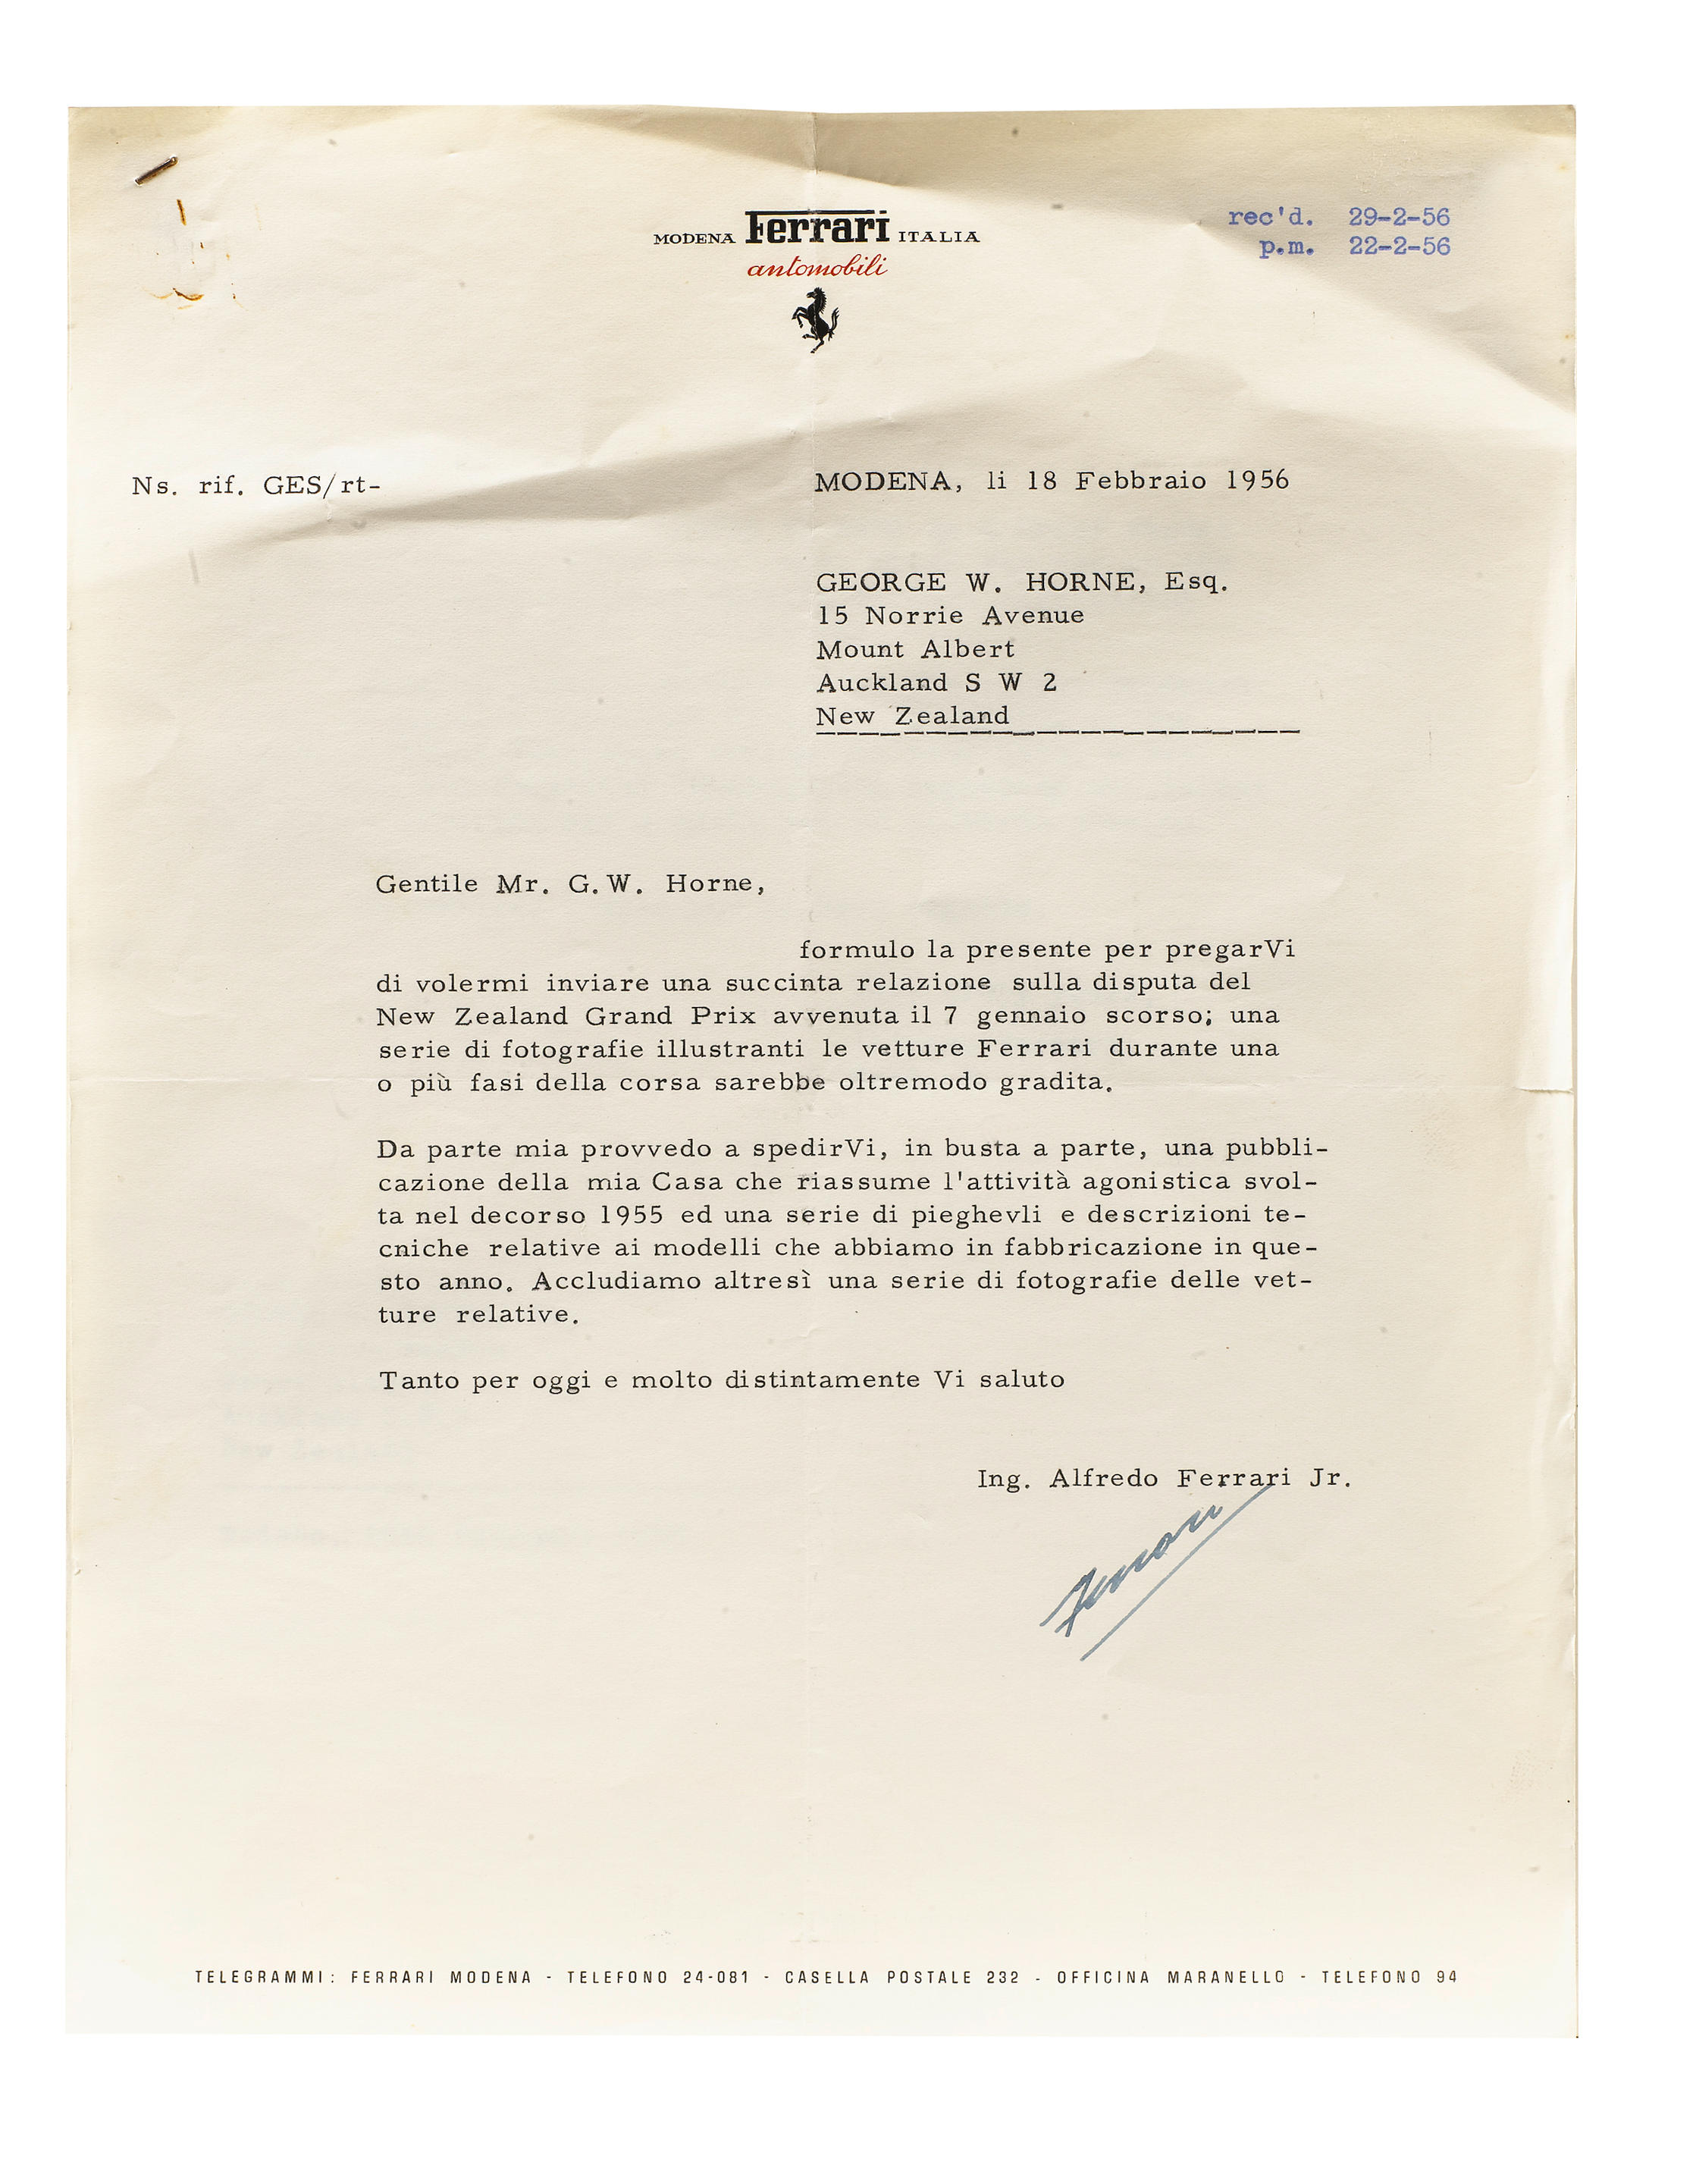 rec'd. 29-2-56
p.m. 22-2-56
MODENA Ferrari ITALIA
automobili
Ns. rif. GES/rt-
MODENA, li 18 Febbraio 1956
GEORGE W. HORNE, Esq.
15 Norrie Avenue
Mount Albert
Auckland S W 2
New Zealand
Gentile Mr. G.W. Horne,
formulo la presente per pregarVi
di volermi inviare una succinta relazione sulla disputa del
New Zealand Grand Prix avvenuta il 7 gennaio scorso; una
serie di fotografie illustranti le vetture Ferrari durante una
o più fasi della corsa sarebbe oltremodo gradita.
Da parte mia provvedo a spedirVi, in busta a parte, una pubbli-
cazione della mia Casa che riassume l'attività agonistica svol-
ta nel decorso 1955 ed una serie di pieghevli e descrizioni te-
cniche relative ai modelli che abbiamo in fabbricazione in que-
sto anno. Accludiamo altresì una serie di fotografie delle vet-
ture relative.
Tanto per oggi e molto distintamente Vi saluto
Ing. Alfredo Ferrari Jr.
Ferrari
TELEGRAMMI: FERRARI MODENA - TELEFONO 24-081 - CASELLA POSTALE 232 - OFFICINA MARANELLO - TELEFONO 94